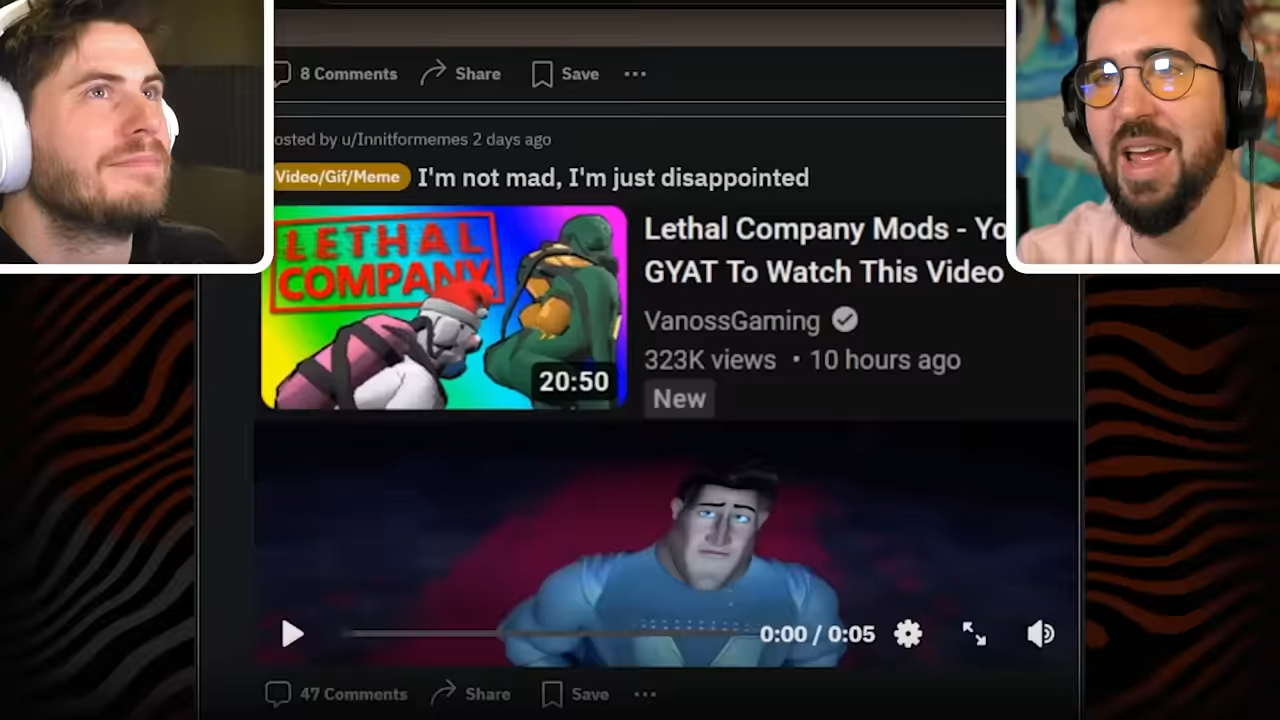 8 Comments Share Save
osted by u/Innitformemes 2 days ago
Video/Gif/Meme I'm not mad, I'm just disappointed
LETHAL
COMPANY
20:50
Lethal Company Mods - Yo
GYAT To Watch This Video
VanossGaming
323K views • 10 hours ago
New
0:00 / 0:05
47 Comments Share Save